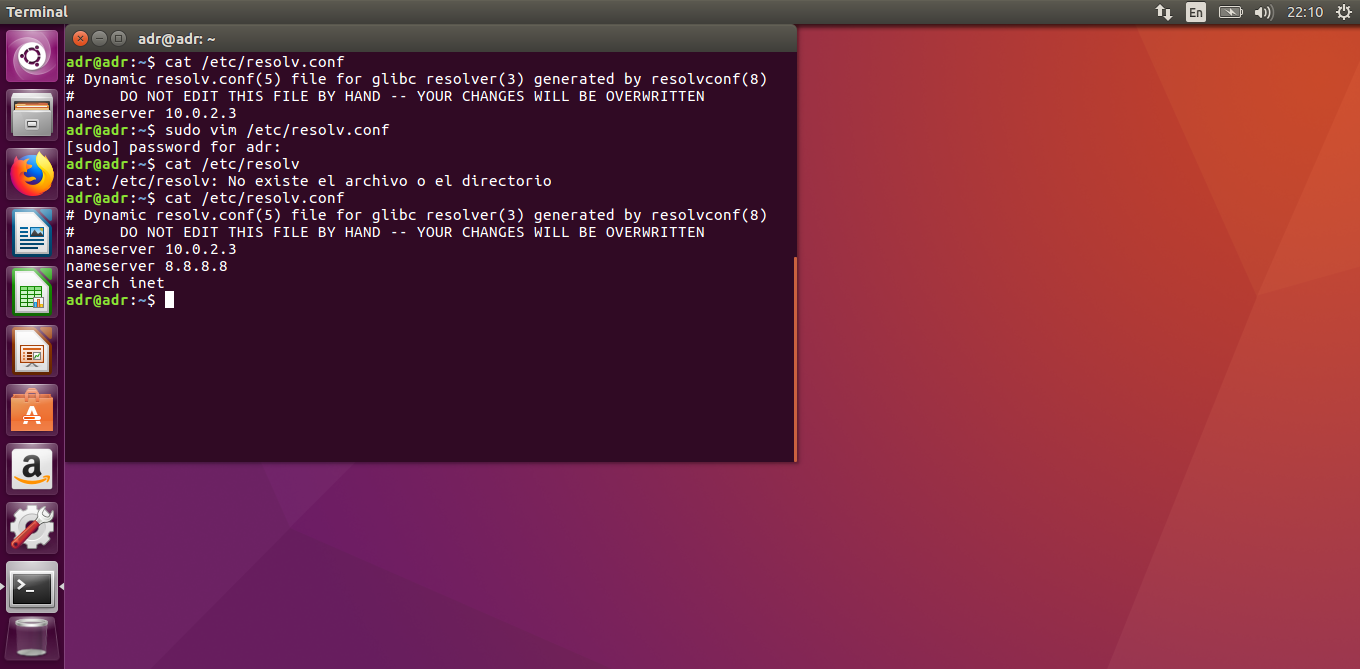 Terminal
En
22:10
adr@adr: ~
adr@adr:~$ cat /etc/resolv.conf
# Dynamic resolv.conf(5) file for glibc resolver(3) generated by resolvconf(8)
#     DO NOT EDIT THIS FILE BY HAND -- YOUR CHANGES WILL BE OVERWRITTEN
nameserver 10.0.2.3
adr@adr:~$ sudo vim /etc/resolv.conf
[sudo] password for adr:
adr@adr:~$ cat /etc/resolv
cat: /etc/resolv: No existe el archivo o el directorio
adr@adr:~$ cat /etc/resolv.conf
# Dynamic resolv.conf(5) file for glibc resolver(3) generated by resolvconf(8)
#     DO NOT EDIT THIS FILE BY HAND -- YOUR CHANGES WILL BE OVERWRITTEN
nameserver 10.0.2.3
nameserver 8.8.8.8
search inet
adr@adr:~$